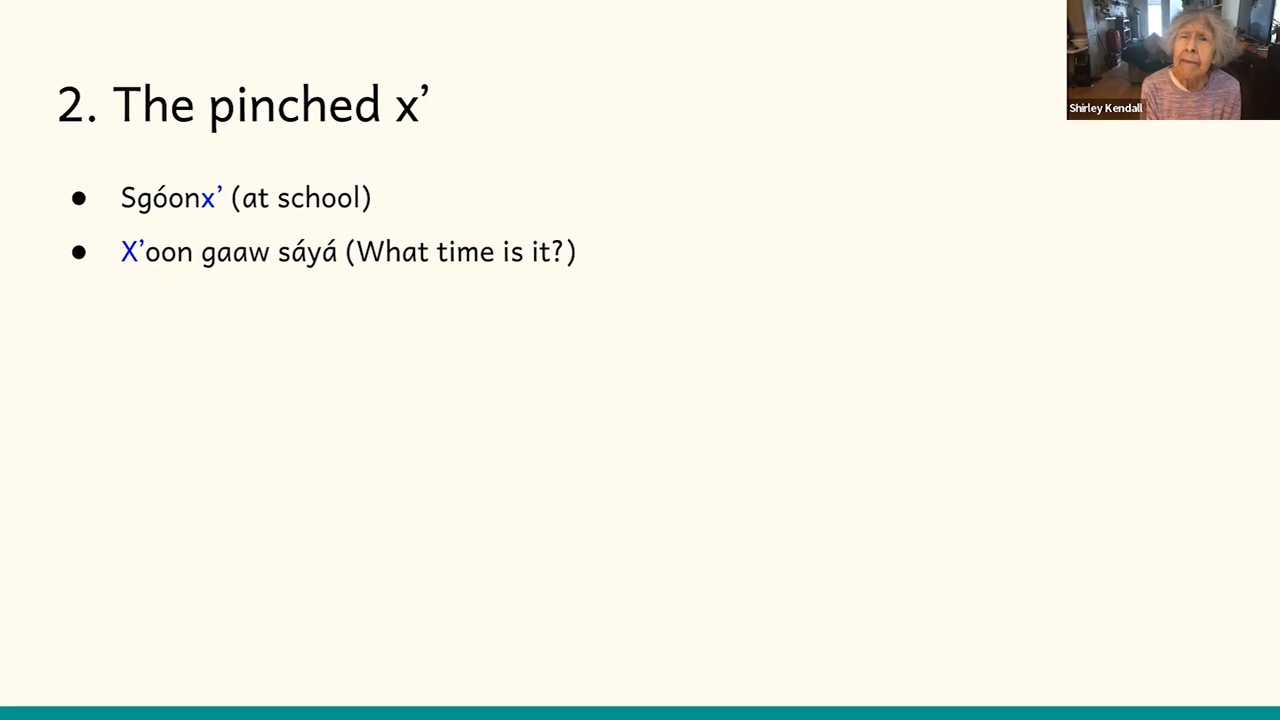 2. The pinched x’
● Sgóonx’ (at school)
● X’oon gaaw sáyá (What time is it?)
Shirley Kendall